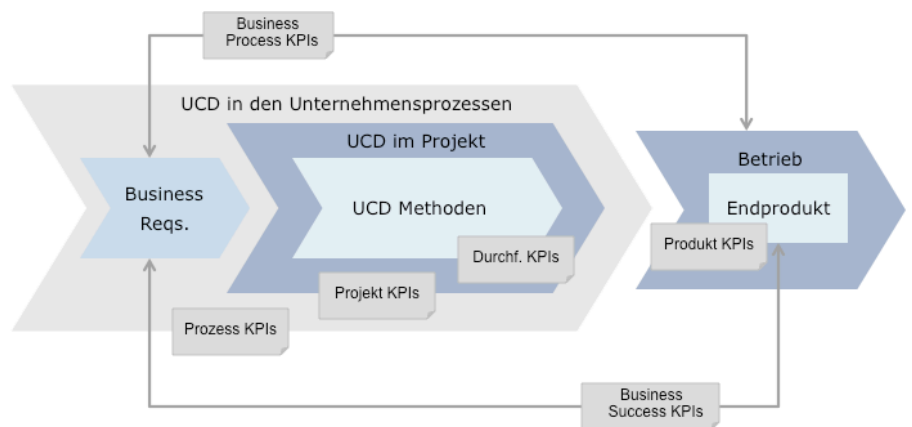 Business
Process KPIs
UCD in den Unternehmensprozessen
UCD im Projekt
Betrieb
Business
Reqs.
UCD Methoden
Endprodukt
Durchf. KPIs
Produkt KPIs
Projekt KPIs
Prozess KPIs
Business
Success KPIs